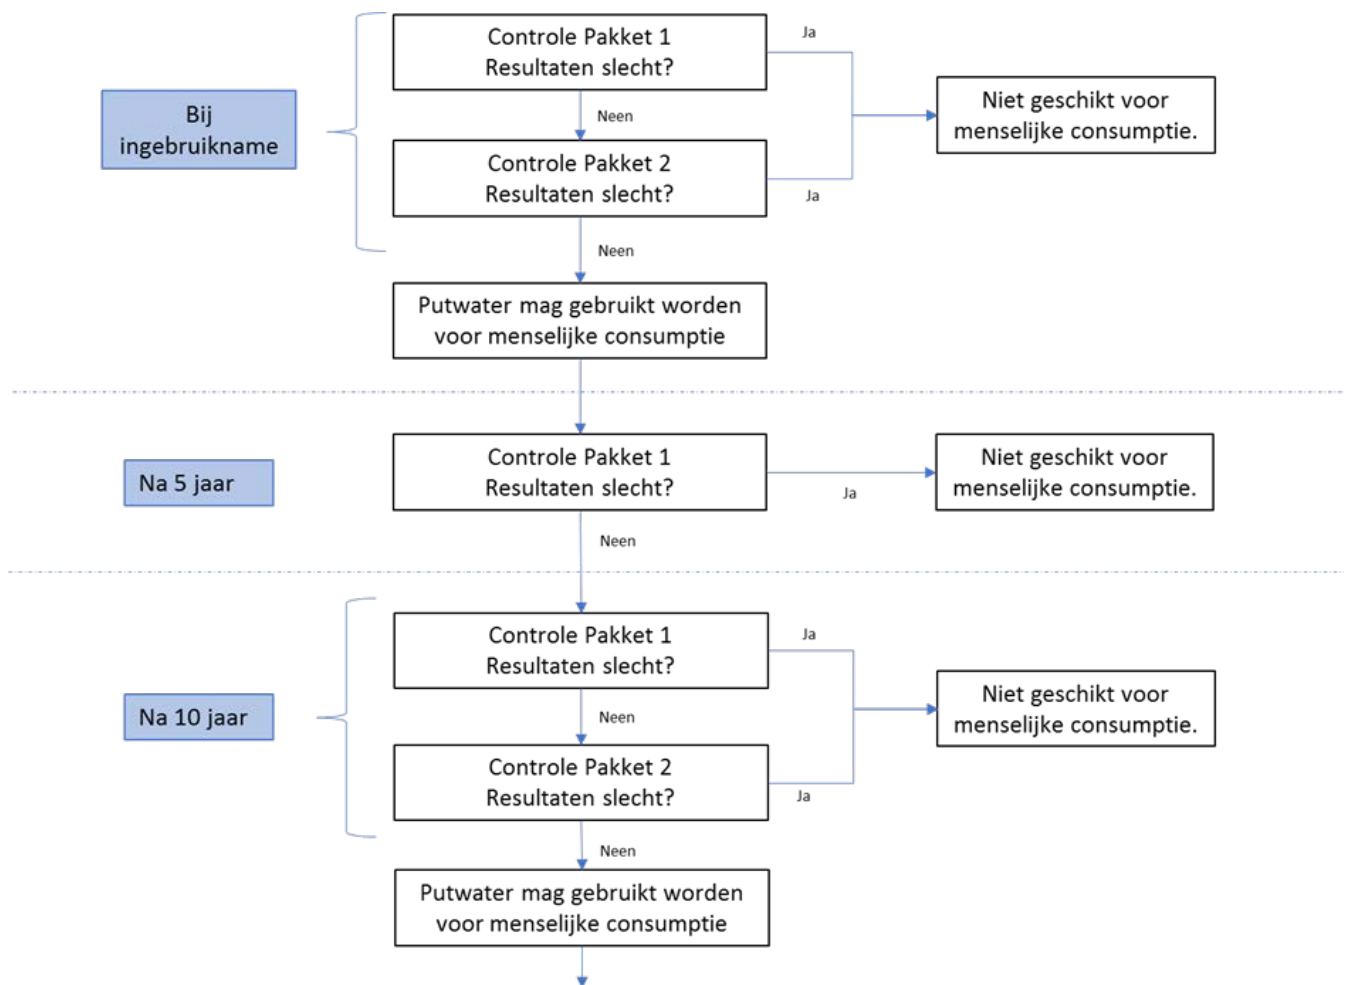 Controle Pakket 1
Resultaten slecht?
Ja
Bij
ingebruikname
Niet geschikt voor
menselijke consumptie.
Neen
Controle Pakket 2
Resultaten slecht?
Ja
Neen
Putwater mag gebruikt worden
voor menselijke consumptie
Na 5 jaar
Controle Pakket 1
Resultaten slecht?
Ja
Niet geschikt voor
menselijke consumptie.
Neen
Controle Pakket 1
Resultaten slecht?
Ja
Na 10 jaar
Neen
Niet geschikt voor
menselijke consumptie.
Controle Pakket 2
Resultaten slecht?
Ja
Neen
Putwater mag gebruikt worden
voor menselijke consumptie